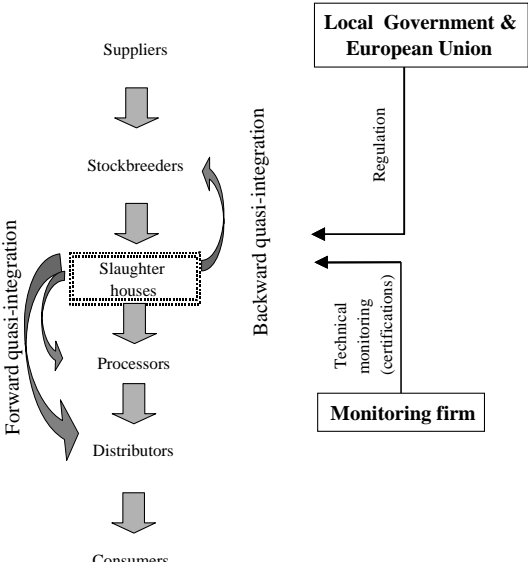 Local Government &
European Union
Suppliers
Regulation
Backward quasi-integration
Stockbreeders
Forward quasi-integration
Slaughter
houses
Technical
monitoring
(certifications)
Processors
Monitoring firm
Distributors
Consumers